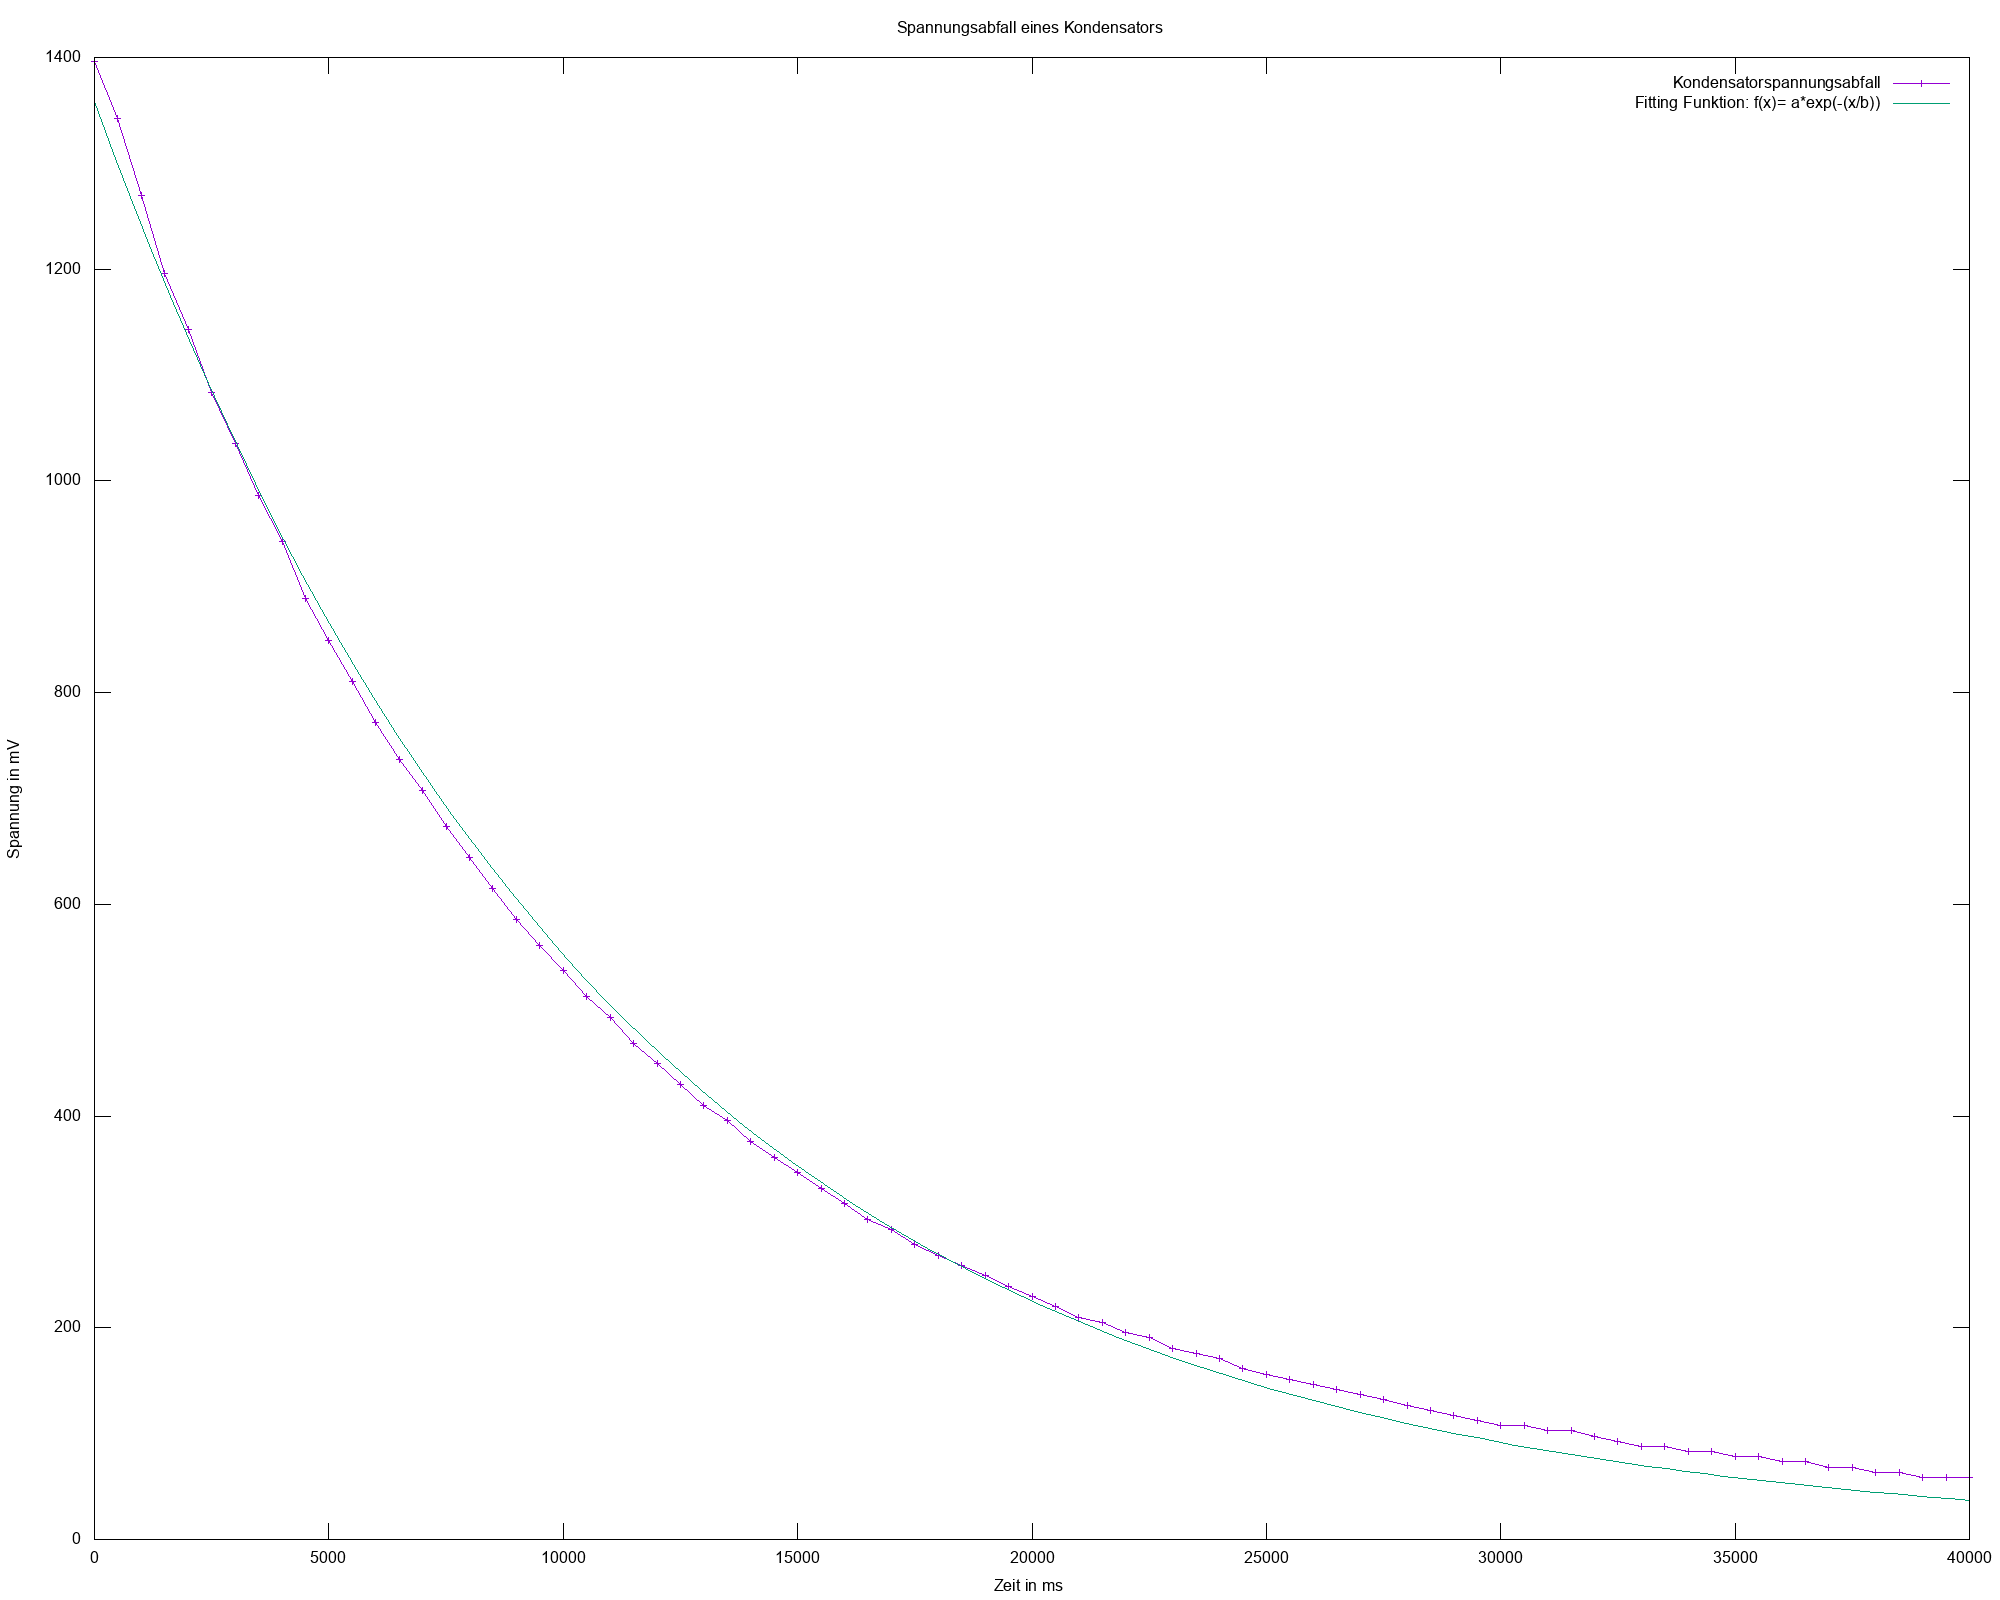 Spannungsabfall eines Kondensators
Kondensatorspannungsabfall
Fitting Funktion: f(x)= a*exp(-(x/b))
1400
1200
1000
800
600
400
200
0
Spannung in mV
0 5000 10000 15000 20000 25000 30000 35000 40000
Zeit in ms